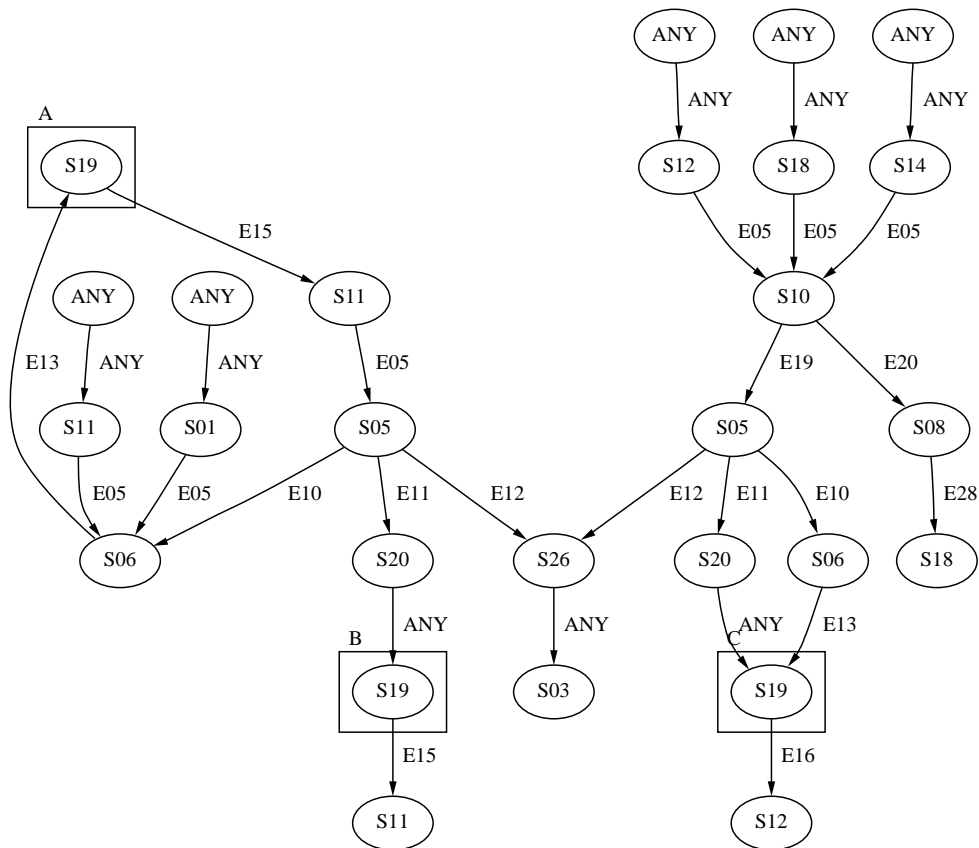 ANY ANY ANY
ANY ANY ANY
A
S19 S12 S18 S14
E15 E05 E05 E05
ANY ANY S11 S10
E13 ANY ANY E05 E19 E20
S11 S01 S05 S05 S08
E05 E05 E10 E11 E12 E12 E11 E10 E28
S06 S20 S26 S20 S06 S18
ANY ANY ANY E13
B C
S19 S03 S19
E15 E16
S11 S12